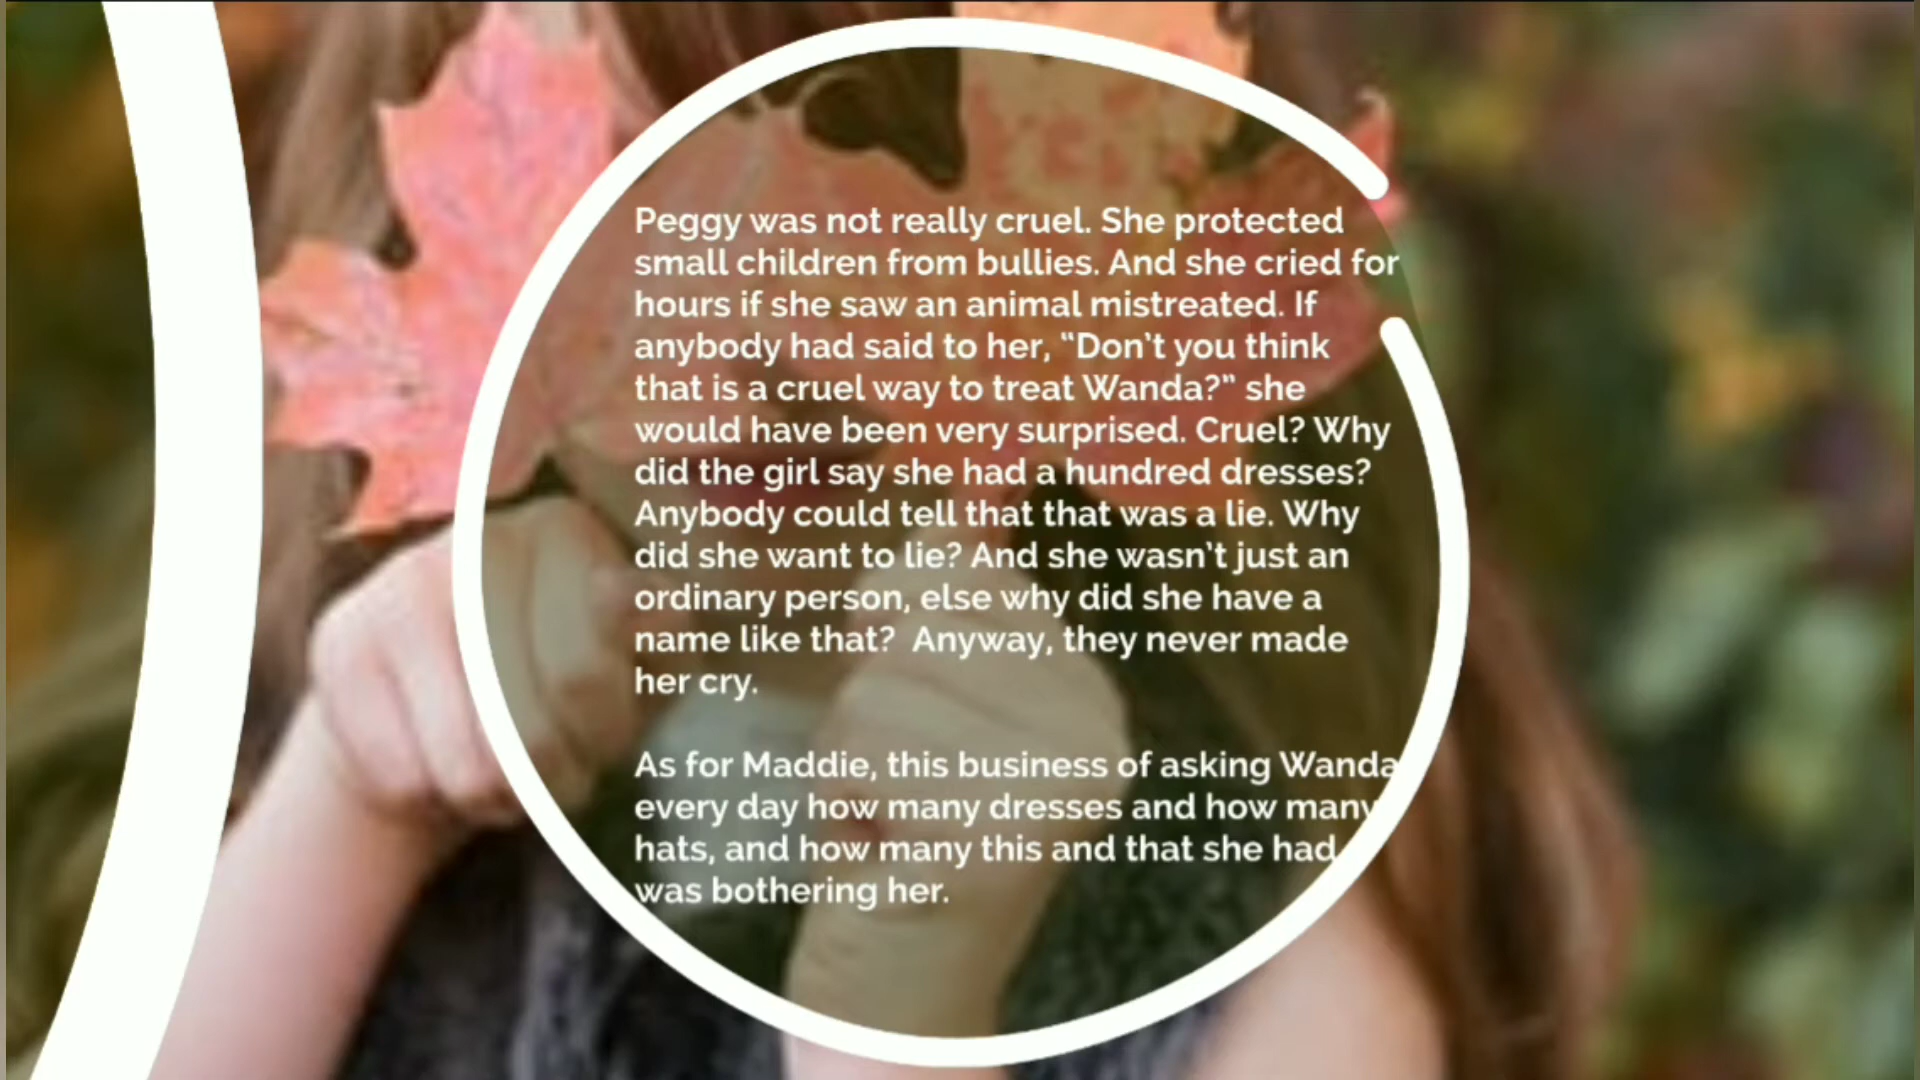 Peggy was not really cruel. She protected
small children from bullies. And she cried for
hours if she saw an animal mistreated. If
anybody had said to her, “Don’t you think
that is a cruel way to treat Wanda?” she
would have been very surprised. Cruel? Why
did the girl say she had a hundred dresses?
Anybody could tell that that was a lie. Why
did she want to lie? And she wasn’t just an
ordinary person, else why did she have a
name like that?  Anyway, they never made
her cry.

As for Maddie, this business of asking Wanda
every day how many dresses and how many
hats, and how many this and that she had
was bothering her.